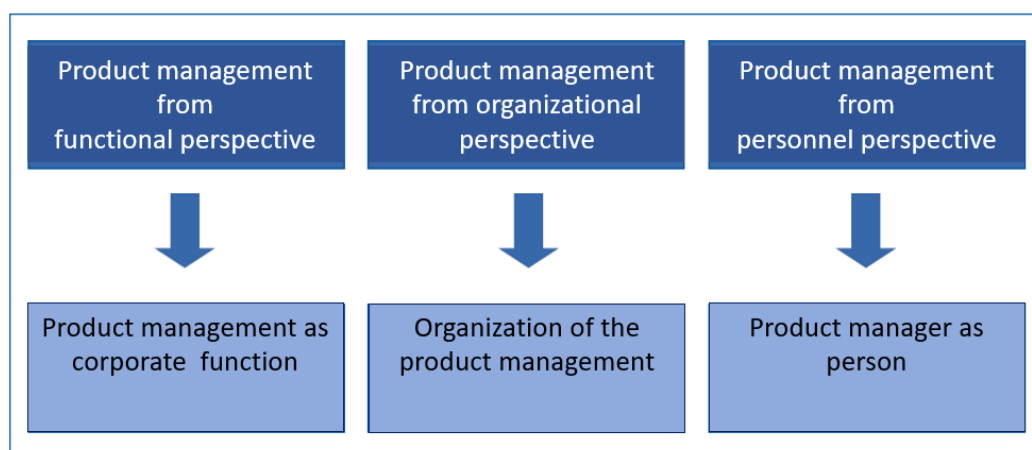 Product management
from
functional perspective
Product management
from organizational
perspective
Product management
from
personnel perspective
Product management as
corporate  function
Organization of the
product management
Product manager as
person